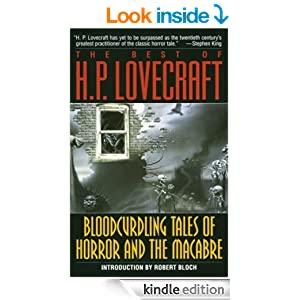 Look inside
"H. P. Lovecraft has yet to be surpassed as the twentieth century's
greatest practitioner of the classic horror tale." —Stephen King
THE BEST OF
H.P. LOVECRAFT
BLOODCURDLING TALES OF
HORROR AND THE MACABRE
INTRODUCTION BY ROBERT BLOCH
kindle edition